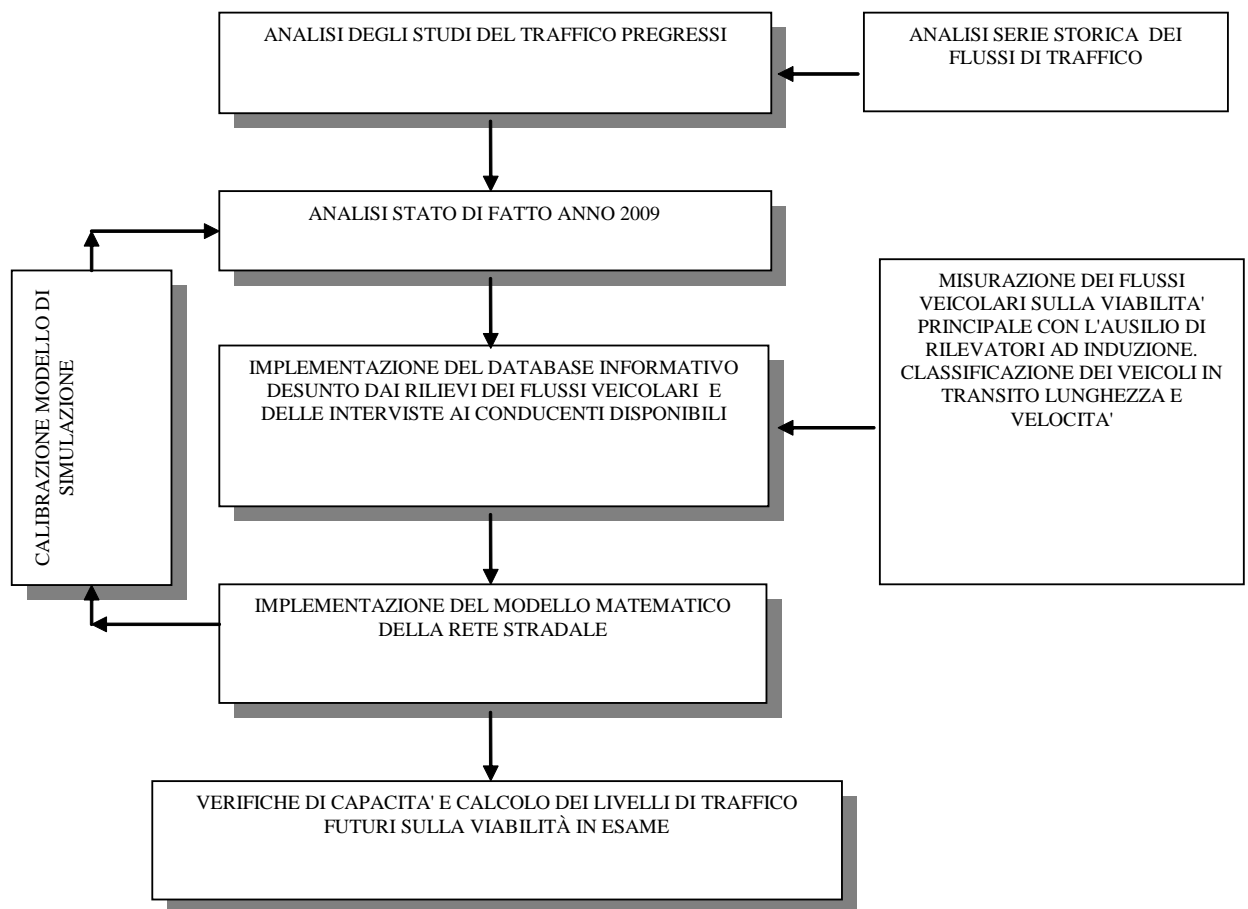 ANALISI DEGLI STUDI DEL TRAFFICO PREGRESSI
ANALISI SERIE STORICA DEI
FLUSSI DI TRAFFICO
ANALISI STATO DI FATTO ANNO 2009
CALIBRAZIONE MODELLO DI
SIMULAZIONE
IMPLEMENTAZIONE DEL DATABASE INFORMATIVO
DESUNTO DAI RILIEVI DEI FLUSSI VEICOLARI E
DELLE INTERVISTE AI CONDUCENTI DISPONIBILI
MISURAZIONE DEI FLUSSI
VEICOLARI SULLA VIABILITA'
PRINCIPALE CON L'AUSILIO DI
RILEVATORI AD INDUZIONE.
CLASSIFICAZIONE DEI VEICOLI IN
TRANSITO LUNGHEZZA E
VELOCITA'
IMPLEMENTAZIONE DEL MODELLO MATEMATICO
DELLA RETE STRADALE
VERIFICHE DI CAPACITA' E CALCOLO DEI LIVELLI DI TRAFFICO
FUTURI SULLA VIABILITÀ IN ESAME